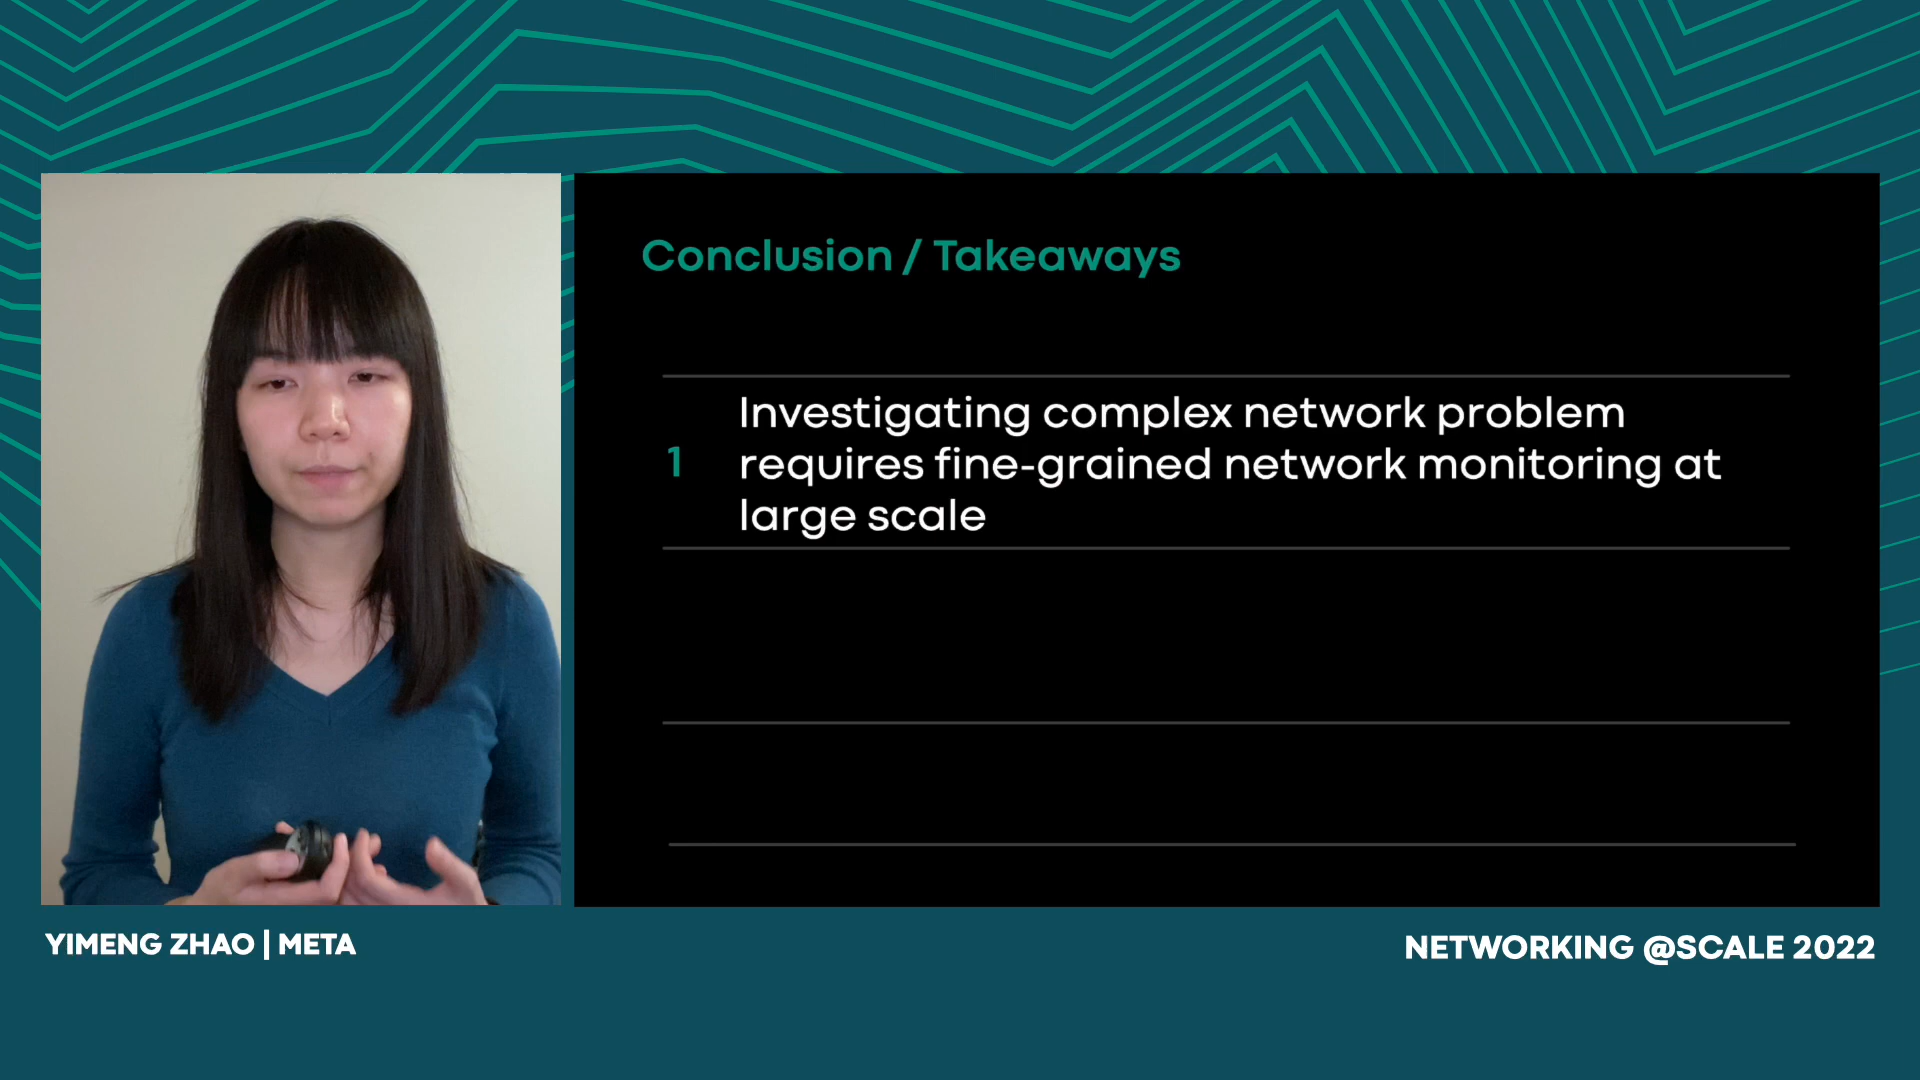 Conclusion / Takeaways
1
Investigating complex network problem
requires fine-grained network monitoring at
large scale
YIMENG ZHAO | META
NETWORKING @SCALE 2022